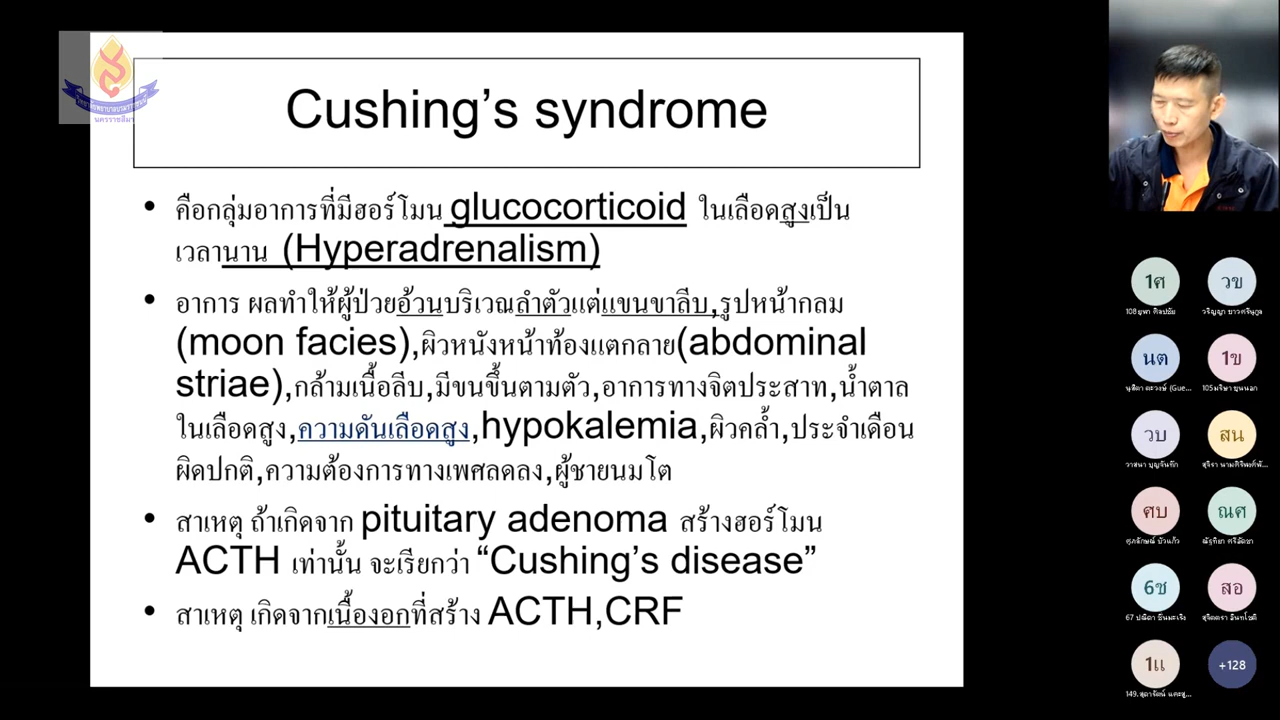 Cushing’s syndrome
• คือกลุ่มอาการที่มีฮอร์โมน glucocorticoid ในเลือดสูงเป็น
เวลานาน (Hyperadrenalism)
• อาการ ผลทำให้ผู้ป่วยอ้วนบริเวณลำตัวแต่แขนขาลีบ,รูปหน้ากลม
(moon facies),ผิวหนังหน้าท้องแตกลาย(abdominal
striae),กล้ามเนื้อลีบ,มีขนขึ้นตามตัว,อาการทางจิตประสาท,น้ำตาล
ในเลือดสูง,ความดันเลือดสูง,hypokalemia,ผิวคล้ำ,ประจำเดือน
ผิดปกติ,ความต้องการทางเพศลดลง,ผู้ชายนมโต
• สาเหตุ ถ้าเกิดจาก pituitary adenoma สร้างฮอร์โมน
ACTH เท่านั้น จะเรียกว่า “Cushing’s disease”
• สาเหตุ เกิดจากเนื้องอกที่สร้าง ACTH,CRF
นครราชสีมา
1ศ
วข
นต
1ข
วบ
สน
ศบ
ณศ
6ช
สอ
1แ
+128